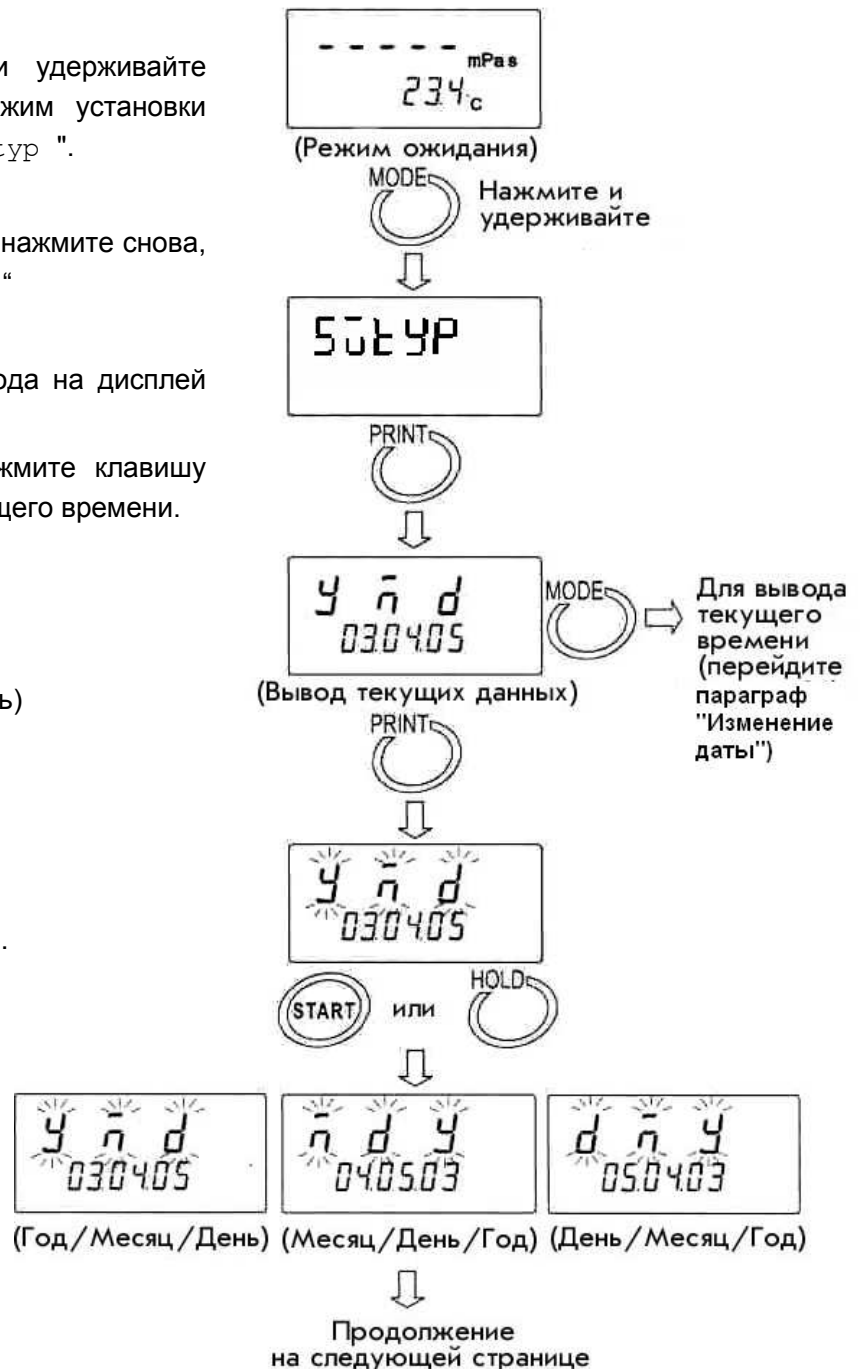 и удерживайте
жим установки
typ ".
нажмите снова,
“
ода на дисплей
жмите клавишу
щего времени.
ь)
.
- - - - - mPas
23.4 c
(Режим ожидания)
MODE
Нажмите и
удерживайте
PRINT
03.04.05
MODE
Для вывода
текущего
времени
(перейдите
параграф
"Изменение
даты")
(Вывод текущих данных)
PRINT
03.04.05
START или HOLD
03.04.05
(Год/Месяц/День)
04.05.03
(Месяц/День/Год)
05.04.03
(День/Месяц/Год)
Продолжение
на следующей странице